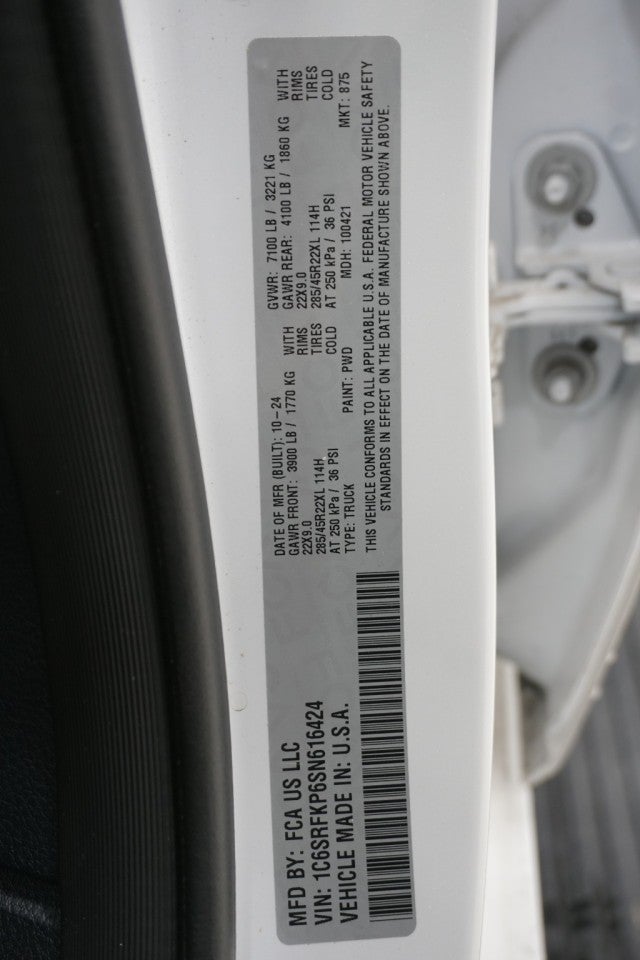 MFD BY: FCA US LLC
VIN: 1C6SRFKP6SN616424
VEHICLE MADE IN: U.S.A.
DATE OF MFR (BUILT): 10-24 GVWR: 7100 LB / 3221 KG
GAWR FRONT: 3900 LB / 1770 KG WITH GAWR REAR: 4100 LB / 1860 KG WITH
22X9.0 RIMS 22X9.0 RIMS
285/45R22XL 114H TIRES 285/45R22XL 114H TIRES
AT 250 kPa / 36 PSI COLD AT 250 kPa / 36 PSI COLD
TYPE: TRUCK PAINT: PWD MDH: 100421 MKT: 875
THIS VEHICLE CONFORMS TO ALL APPLICABLE U.S.A. FEDERAL MOTOR VEHICLE SAFETY
STANDARDS IN EFFECT ON THE DATE OF MANUFACTURE SHOWN ABOVE.